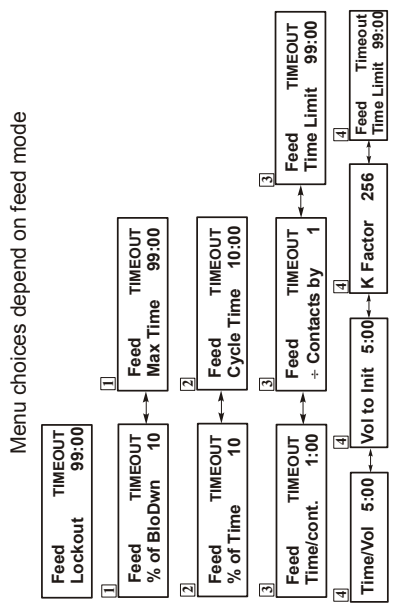 Menu choices depend on feed mode
Feed TIMEOUT
Lockout 99:00
1
Feed TIMEOUT
% of BloDwn 10
1
Feed TIMEOUT
Max Time 99:00
2
Feed TIMEOUT
% of Time 10
2
Feed TIMEOUT
Cycle Time 10:00
3
Feed TIMEOUT
Time/cont. 1:00
3
Feed TIMEOUT
÷ Contacts by 1
3
Feed TIMEOUT
Time Limit 99:00
4
Time/Vol 5:00
4
Vol to Init 5:00
4
K Factor 256
4
Feed Timeout
Time Limit 99:00